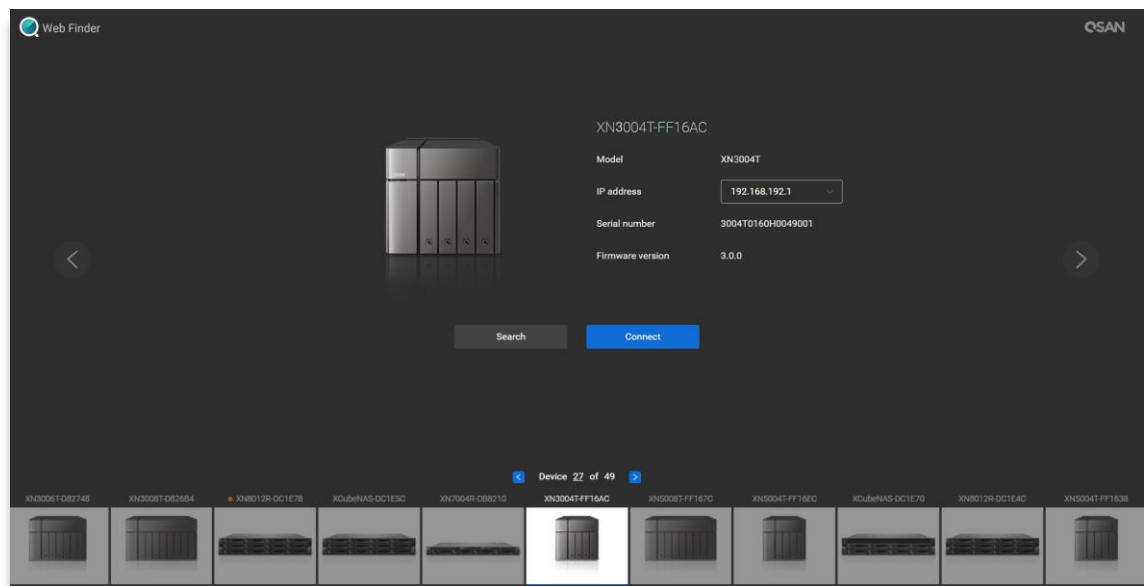 Web Finder
QSAN
XN3004T-FF16AC
Model XN3004T
IP address 192.168.192.1
Serial number 3004T0160H0049001
Firmware version 3.0.0
Search Connect
Device 27 of 49
XN3006T-D82748 XN3008T-D826B4 XN8012R-DC1E78 XCubeNAS-DC1E5C XN7004R-DB8210 XN3004T-FF16AC XN5008T-FF167C XN5004T-FF16EC XCubeNAS-DC1E70 XN8012R-DC1E4C XN5004T-FF1638